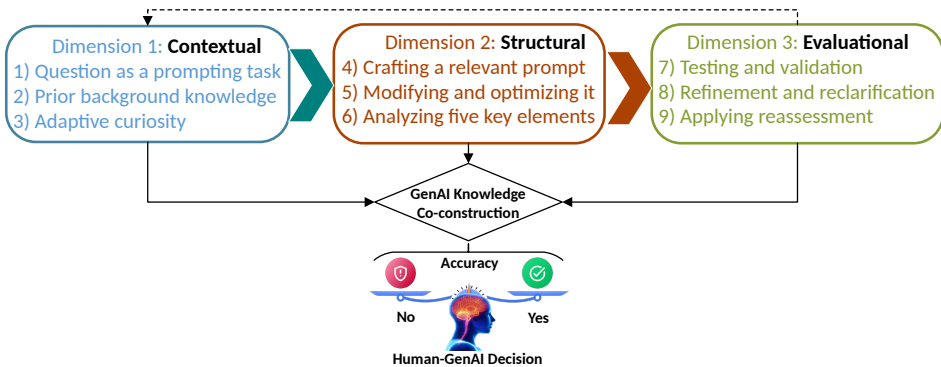 Dimension 1: Contextual
1) Question as a prompting task
2) Prior background knowledge
3) Adaptive curiosity
Dimension 2: Structural
4) Crafting a relevant prompt
5) Modifying and optimizing it
6) Analyzing five key elements
Dimension 3: Evaluational
7) Testing and validation
8) Refinement and reclarification
9) Applying reassessment
GenAI Knowledge
Co-construction
Accuracy
No
Yes
Human-GenAI Decision